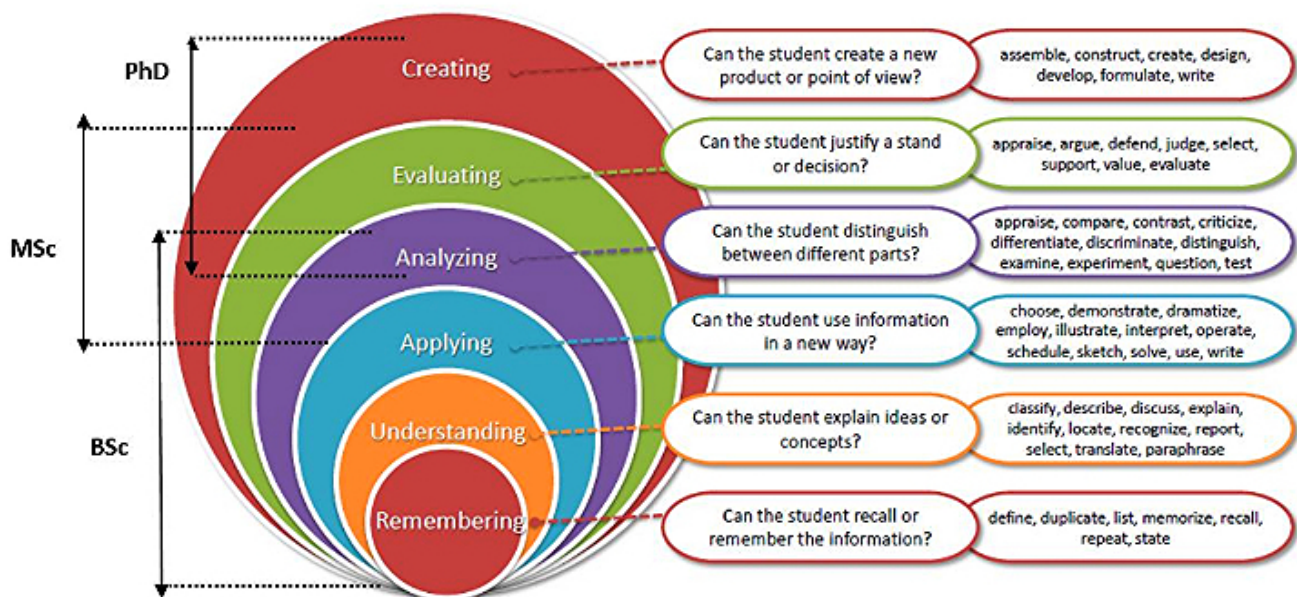 PhD
MSc
BSc
Creating
Can the student create a new
product or point of view?
assemble, construct, create, design,
develop, formulate, write
Evaluating
Can the student justify a stand
or decision?
appraise, argue, defend, judge, select,
support, value, evaluate
Analyzing
Can the student distinguish
between different parts?
appraise, compare, contrast, criticize,
differentiate, discriminate, distinguish,
examine, experiment, question, test
Applying
Can the student use information
in a new way?
choose, demonstrate, dramatize,
employ, illustrate, interpret, operate,
schedule, sketch, solve, use, write
Understanding
Can the student explain ideas or
concepts?
classify, describe, discuss, explain,
identify, locate, recognize, report,
select, translate, paraphrase
Remembering
Can the student recall or
remember the information?
define, duplicate, list, memorize, recall,
repeat, state